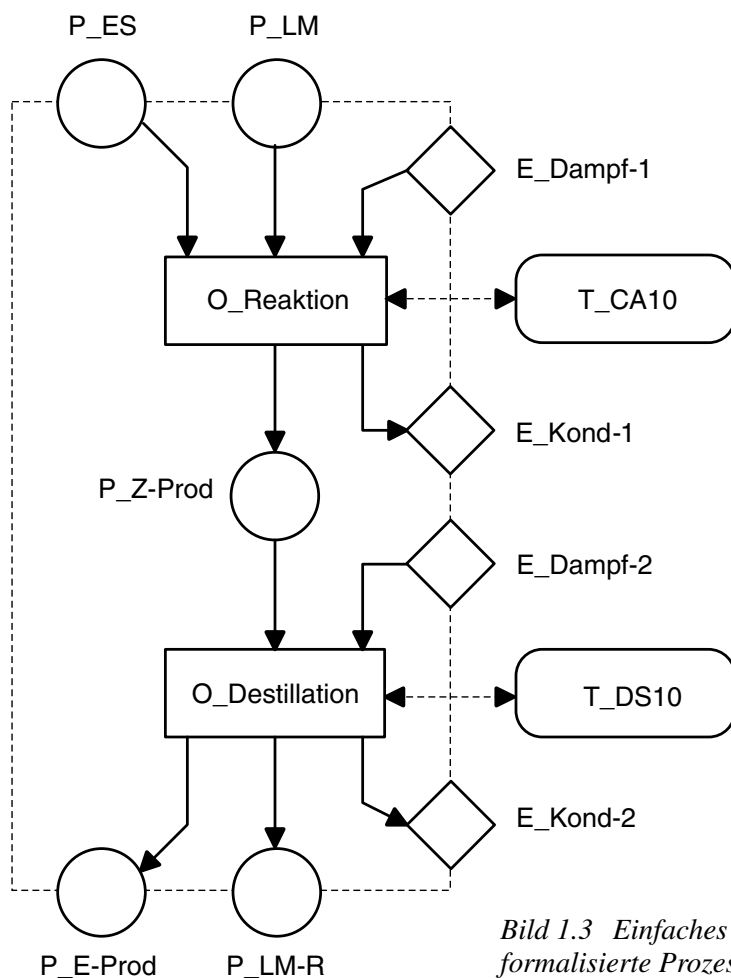 P_ES
P_LM
E_Dampf-1
O_Reaktion
T_CA10
E_Kond-1
P_Z-Prod
E_Dampf-2
O_Destillation
T_DS10
E_Kond-2
P_E-Prod
P_LM-R
Bild 1.3 Einfaches
formalisierte